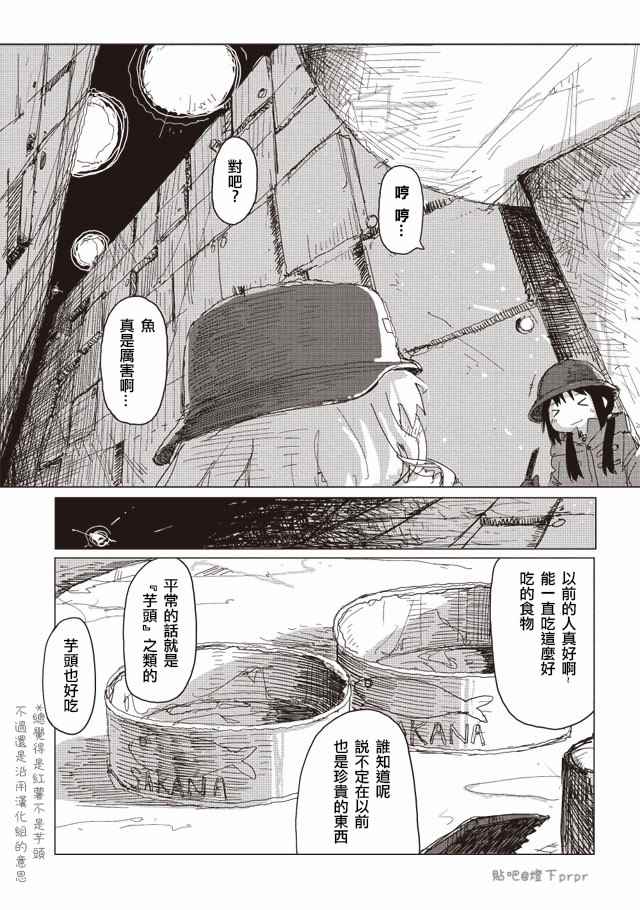 哼哼…
對吧？
魚
真是厲害啊…
以前的人真好啊，
能一直吃這麼好
吃的食物
誰知道呢
說不定在以前
也是珍貴的東西
平常的話就是
『芋頭』之類的
芋頭也好吃
KANA
SAKANA
*總覺得是紅薯不是芋頭
不過還是沿用漢化組的意思
貼吧@燈下prpr